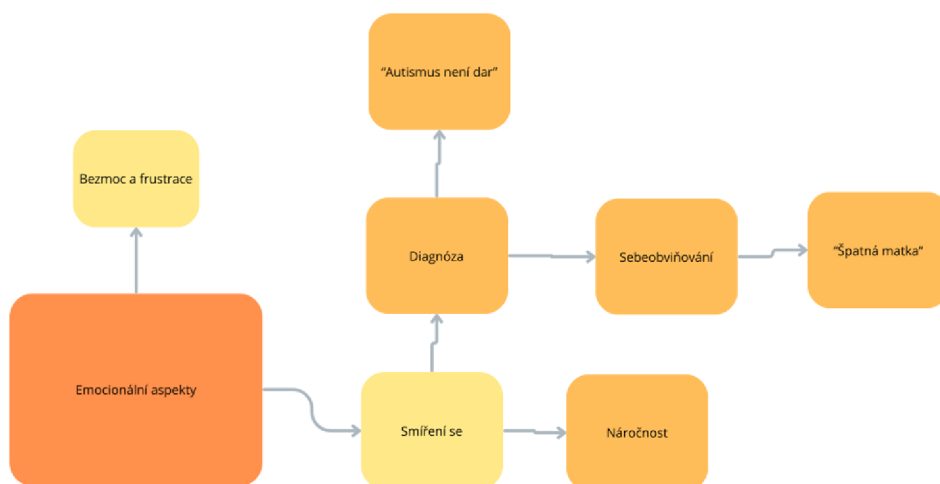 “Autismus není dar”
Bezmoc a frustrace
Diagnóza
Sebeobviňování
“Špatná matka”
Emocionální aspekty
Smíření se
Náročnost